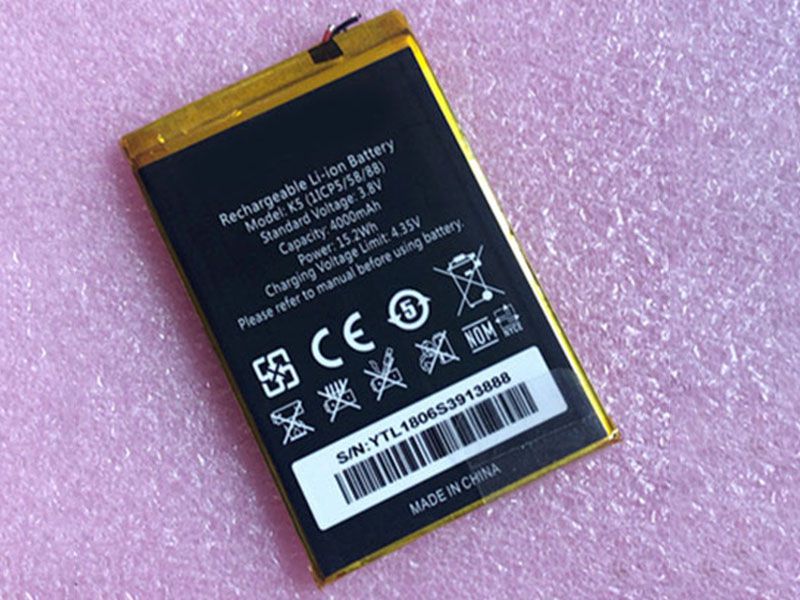 Rechargeable Li-ion Battery
Model: K5 (1ICP5/58/88)
Standard Voltage: 3.8V
Capacity: 4000mAh
Power: 15.2Wh
Charging Voltage Limit: 4.35V
Please refer to manual before using battery.
CE
5
NOM
NYCE
S/N:YTL1806S3913888
MADE IN CHINA